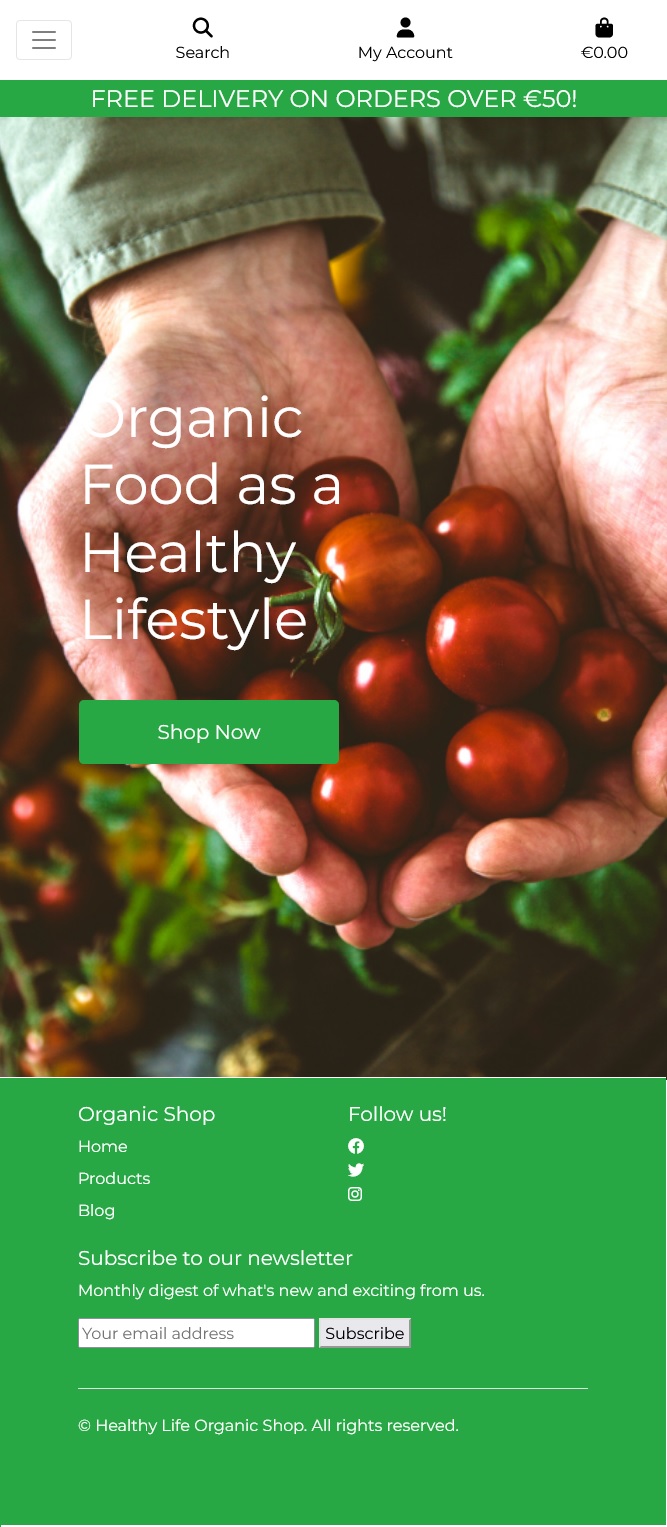 Search
My Account
€0.00
FREE DELIVERY ON ORDERS OVER €50!
Organic
Food as a
Healthy
Lifestyle
Shop Now
Organic Shop
Home
Products
Blog
Follow us!
Subscribe to our newsletter
Monthly digest of what's new and exciting from us.
Your email address
Subscribe
© Healthy Life Organic Shop. All rights reserved.